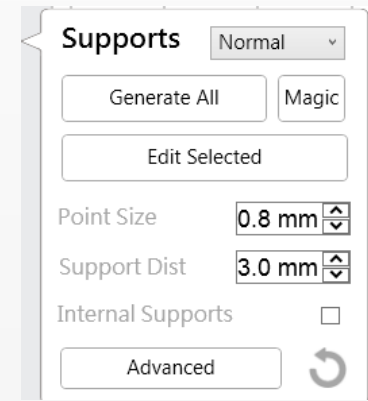 Supports Normal
Generate All Magic
Edit Selected
Point Size 0.8 mm
Support Dist 3.0 mm
Internal Supports
Advanced